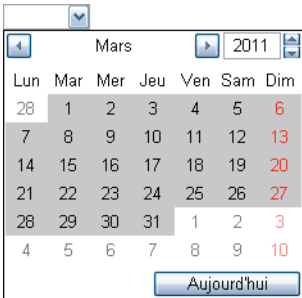 Mars 2011
Lun Mar Mer Jeu Ven Sam Dim
28 1 2 3 4 5 6
7 8 9 10 11 12 13
14 15 16 17 18 19 20
21 22 23 24 25 26 27
28 29 30 31 1 2 3
4 5 6 7 8 9 10
Aujourd'hui